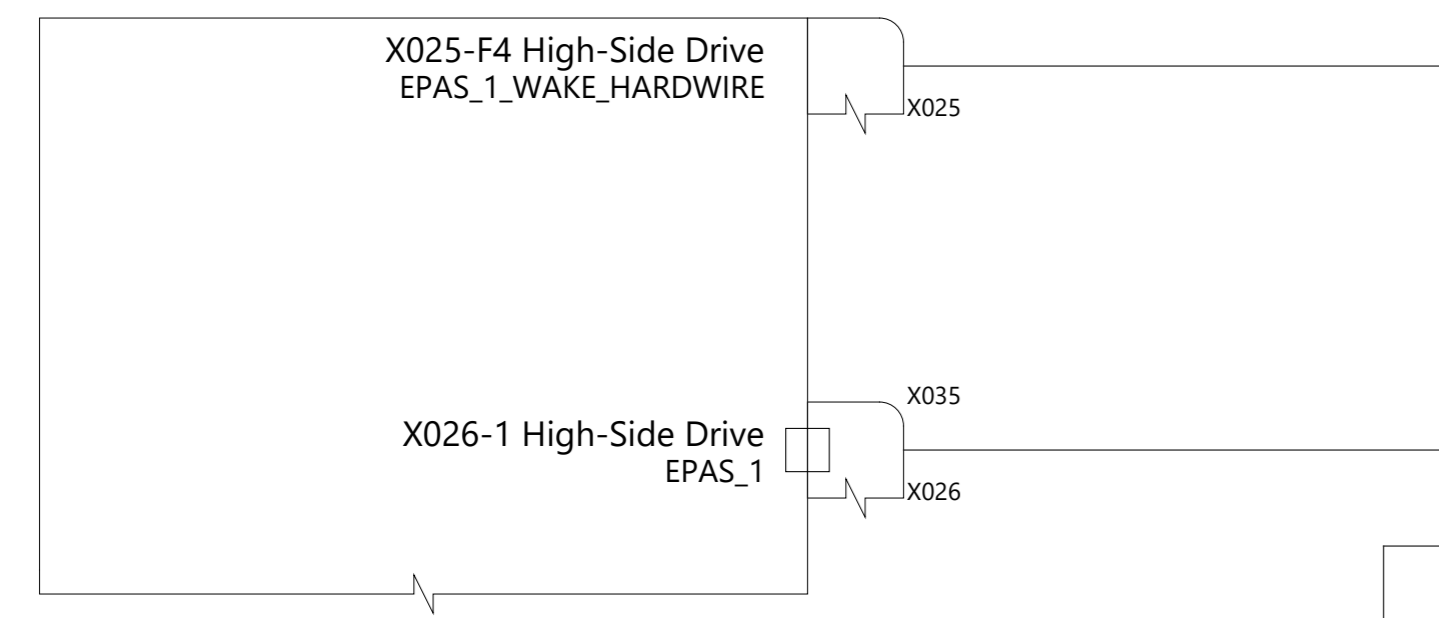 X025-F4 High-Side Drive
EPAS_1_WAKE_HARDWIRE
X025
X035
X026-1 High-Side Drive
EPAS_1
X026